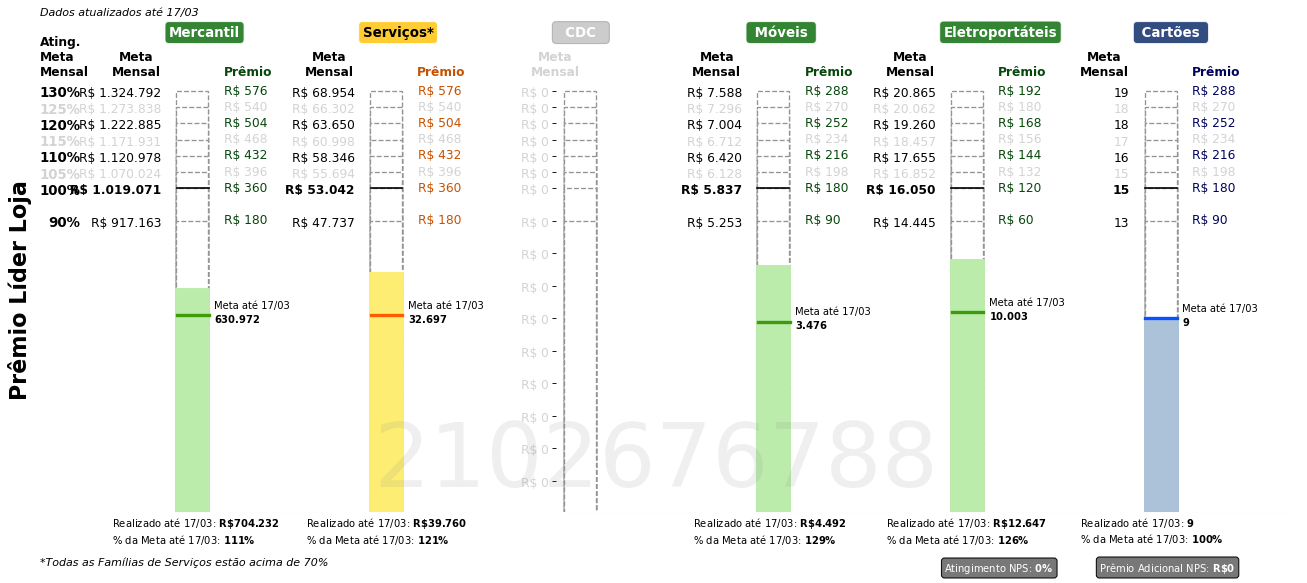 Dados atualizados até 17/03
Mercantil Serviços* CDC Móveis Eletroportáteis Cartões
Ating.
Meta Meta Meta Meta Meta Meta Meta
Mensal Mensal Prêmio Mensal Prêmio Mensal Mensal Prêmio Mensal Prêmio Mensal Prêmio
130% R$ 1.324.792 R$ 576 R$ 68.954 R$ 576 R$ 0 R$ 7.588 R$ 288 R$ 20.865 R$ 192 19 R$ 288
125% R$ 1.273.838 R$ 540 R$ 66.302 R$ 540 R$ 0 R$ 7.296 R$ 270 R$ 20.062 R$ 180 18 R$ 270
120% R$ 1.222.885 R$ 504 R$ 63.650 R$ 504 R$ 0 R$ 7.004 R$ 252 R$ 19.260 R$ 168 18 R$ 252
115% R$ 1.171.931 R$ 468 R$ 60.998 R$ 468 R$ 0 R$ 6.712 R$ 234 R$ 18.457 R$ 156 17 R$ 234
110% R$ 1.120.978 R$ 432 R$ 58.346 R$ 432 R$ 0 R$ 6.420 R$ 216 R$ 17.655 R$ 144 16 R$ 216
105% R$ 1.070.024 R$ 396 R$ 55.694 R$ 396 R$ 0 R$ 6.128 R$ 198 R$ 16.852 R$ 132 15 R$ 198
100% R$ 1.019.071 R$ 360 R$ 53.042 R$ 360 R$ 0 R$ 5.837 R$ 180 R$ 16.050 R$ 120 15 R$ 180
90% R$ 917.163 R$ 180 R$ 47.737 R$ 180 R$ 0 R$ 5.253 R$ 90 R$ 14.445 R$ 60 13 R$ 90
R$ 0
R$ 0
R$ 0
R$ 0
R$ 0
R$ 0
R$ 0
R$ 0
Prêmio Líder Loja
Meta até 17/03
630.972
Meta até 17/03
32.697
Meta até 17/03
3.476
Meta até 17/03
10.003
Meta até 17/03
9
2102676788
Realizado até 17/03: R$704.232 Realizado até 17/03: R$39.760 Realizado até 17/03: R$4.492 Realizado até 17/03: R$12.647 Realizado até 17/03: 9
% da Meta até 17/03: 111% % da Meta até 17/03: 121% % da Meta até 17/03: 129% % da Meta até 17/03: 126% % da Meta até 17/03: 100%
*Todas as Famílias de Serviços estão acima de 70%
Atingimento NPS: 0% Prêmio Adicional NPS: R$0